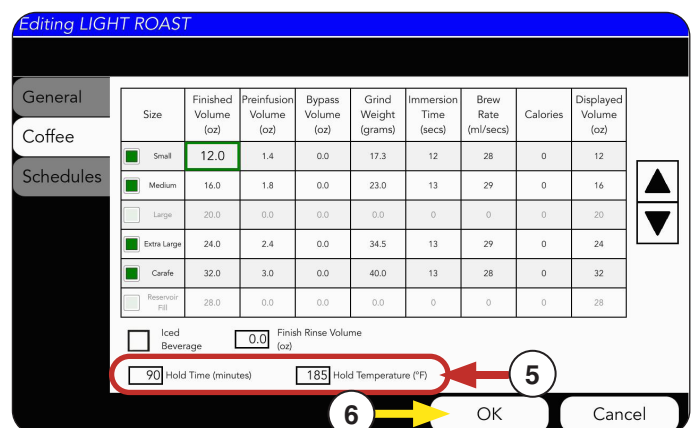 Editing LIGHT ROAST
General
Coffee
Schedules
Size Finished Volume (oz) Preinfusion Volume (oz) Bypass Volume (oz) Grind Weight (grams) Immersion Time (secs) Brew Rate (ml/secs) Calories Displayed Volume (oz)
Small 12.0 1.4 0.0 17.3 12 28 0 12
Medium 16.0 1.8 0.0 23.0 13 29 0 16
Large 20.0 0.0 0.0 0.0 0 0 0 20
Extra Large 24.0 2.4 0.0 34.5 13 29 0 24
Carafe 32.0 3.0 0.0 40.0 13 28 0 32
Reservoir Fill 28.0 0.0 0.0 0.0 0 0 0 28
Iced Beverage 0.0 Finish Rinse Volume (oz)
90 Hold Time (minutes) 185 Hold Temperature (°F) 5
6 OK Cancel